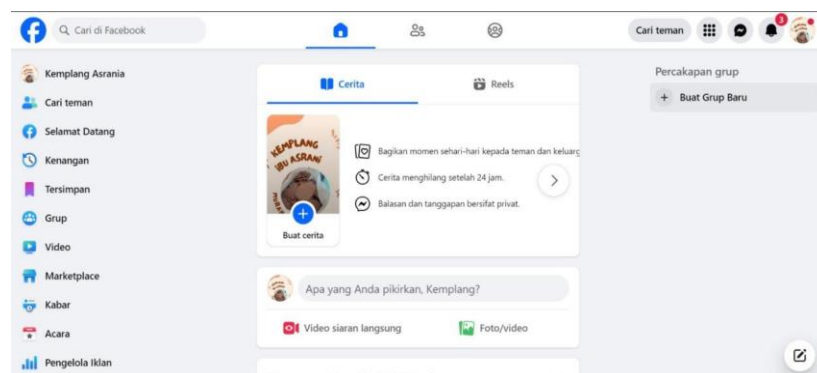 Cari di Facebook
Cari teman
3
Kemplang Asrania
Cari teman
Selamat Datang
Kenangan
Tersimpan
Grup
Video
Marketplace
Kabar
Acara
Pengelola Iklan
Cerita
Reels
KEMPLANG
IBU ASRANI
Buat cerita
Bagikan momen sehari-hari kepada teman dan keluarg
Cerita menghilang setelah 24 jam.
Balasan dan tanggapan bersifat privat.
Apa yang Anda pikirkan, Kemplang?
Video siaran langsung
Foto/video
Percakapan grup
Buat Grup Baru